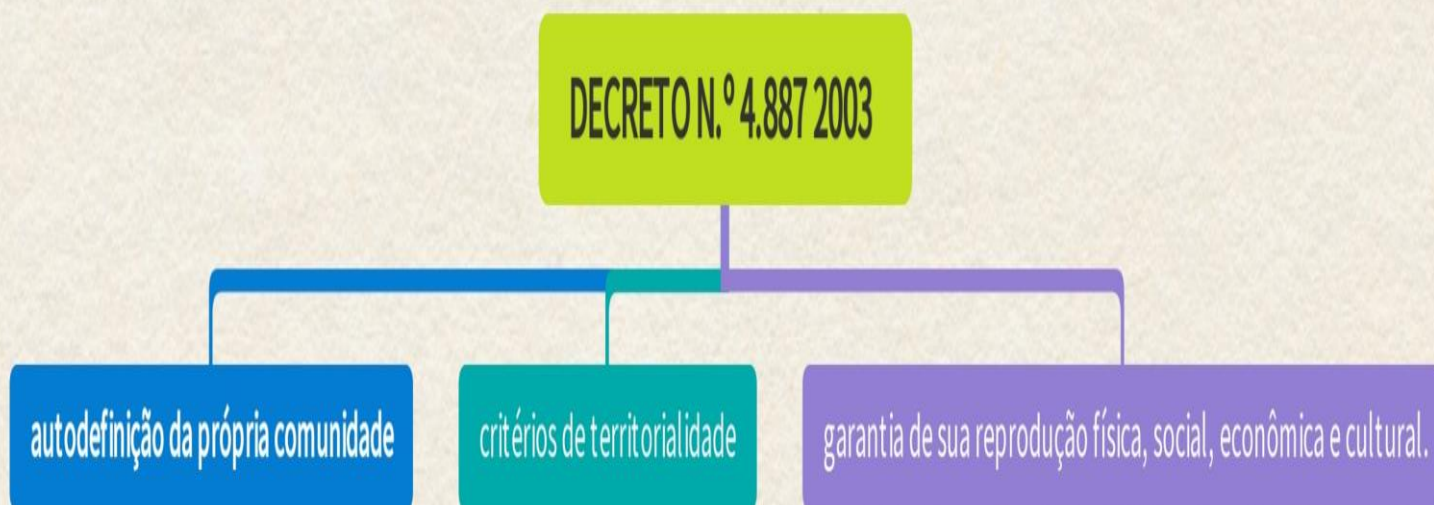 DECRETO N.º 4.887 2003
autodefinição da própria comunidade
critérios de territorialidade
garantia de sua reprodução física, social, econômica e cultural.